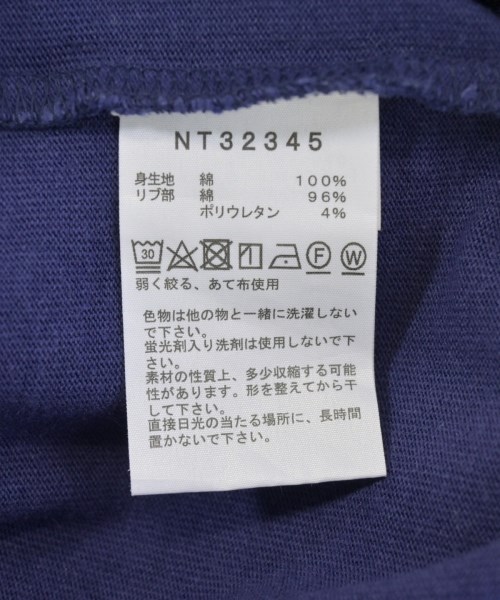 NT32345
身生地 綿 100%
リブ部 綿 96%
ポリウレタン 4%
30 F W
弱く絞る、あて布使用
色物は他の物と一緒に洗濯しない
で下さい。
蛍光剤入り洗剤は使用しないで下
さい。
素材の性質上、多少収縮する可能
性があります。形を整えてから干
して下さい。
直接日光の当たる場所に、長時間
置かないで下さい。